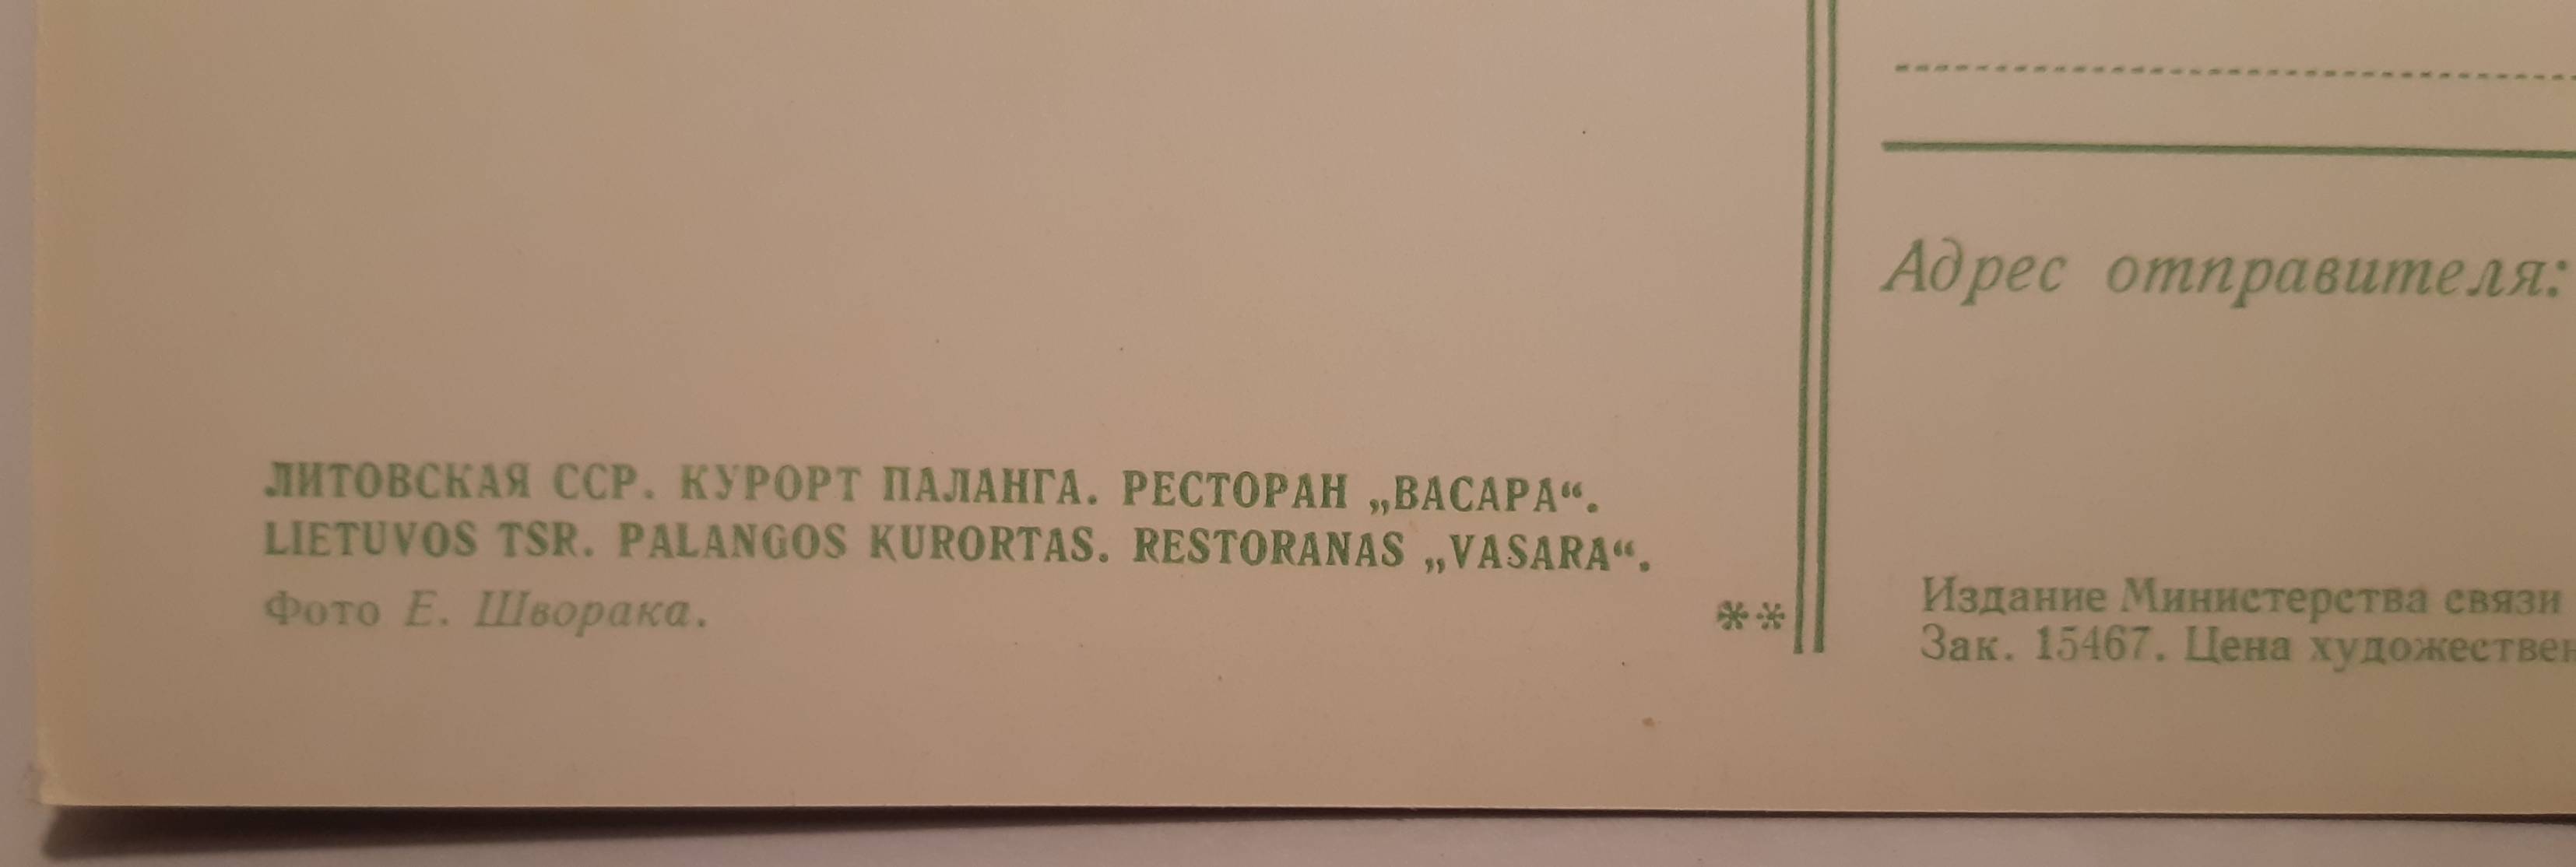 Адрес отправителя:
ЛИТОВСКАЯ ССР. КУРОРТ ПАЛАНГА. РЕСТОРАН „ВАСАРА“.
LIETUVOS TSR. PALANGOS KURORTAS. RESTORANAS „VASARA“.
Фото Е. Шворака.
**
Издание Министерства связи
Зак. 15467. Цена художествен